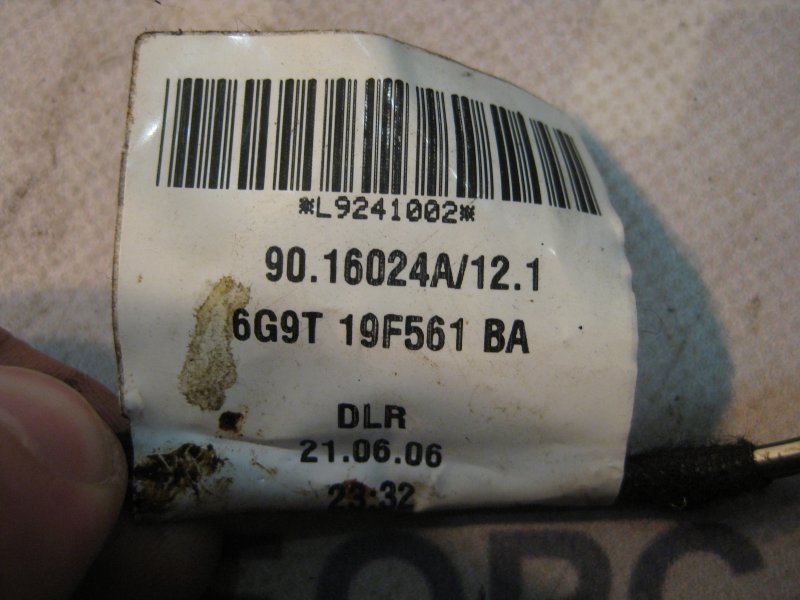 *L9241002*
90.16024A/12.1
6G9T 19F561 BA
DLR
21.06.06
23:32